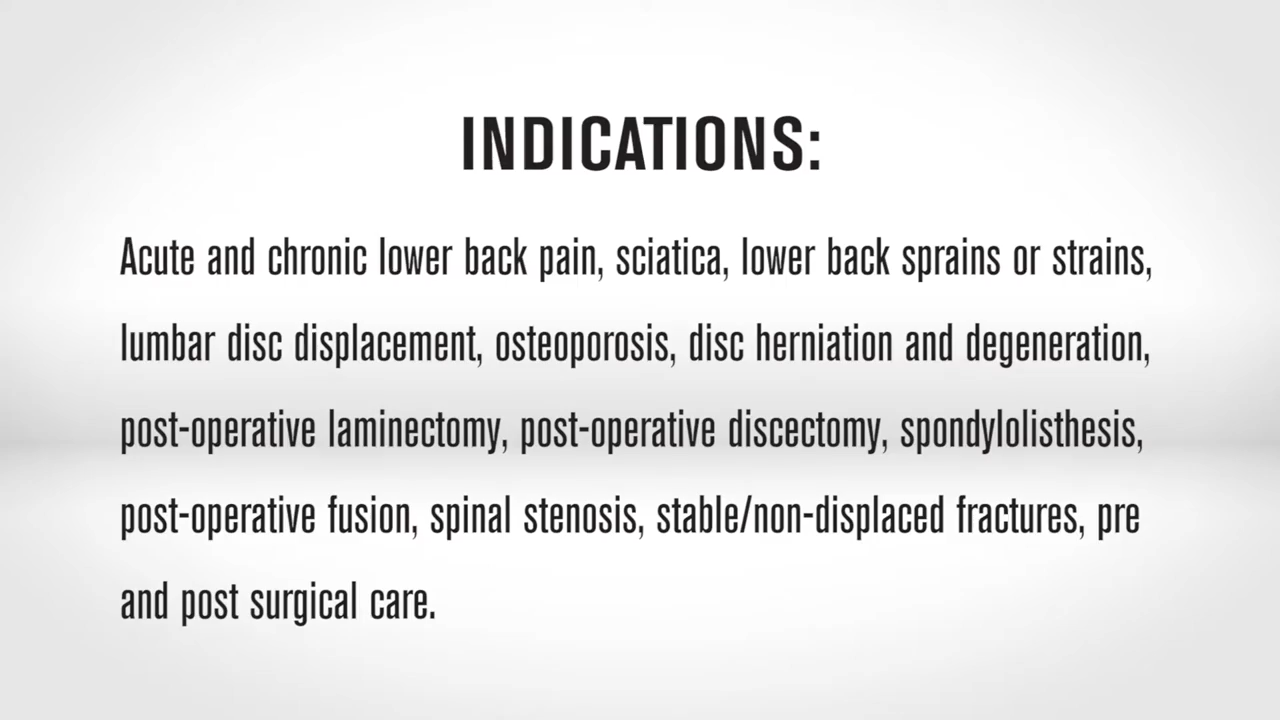 INDICATIONS:
Acute and chronic lower back pain, sciatica, lower back sprains or strains,
lumbar disc displacement, osteoporosis, disc herniation and degeneration,
post-operative laminectomy, post-operative discectomy, spondylolisthesis,
post-operative fusion, spinal stenosis, stable/non-displaced fractures, pre
and post surgical care.